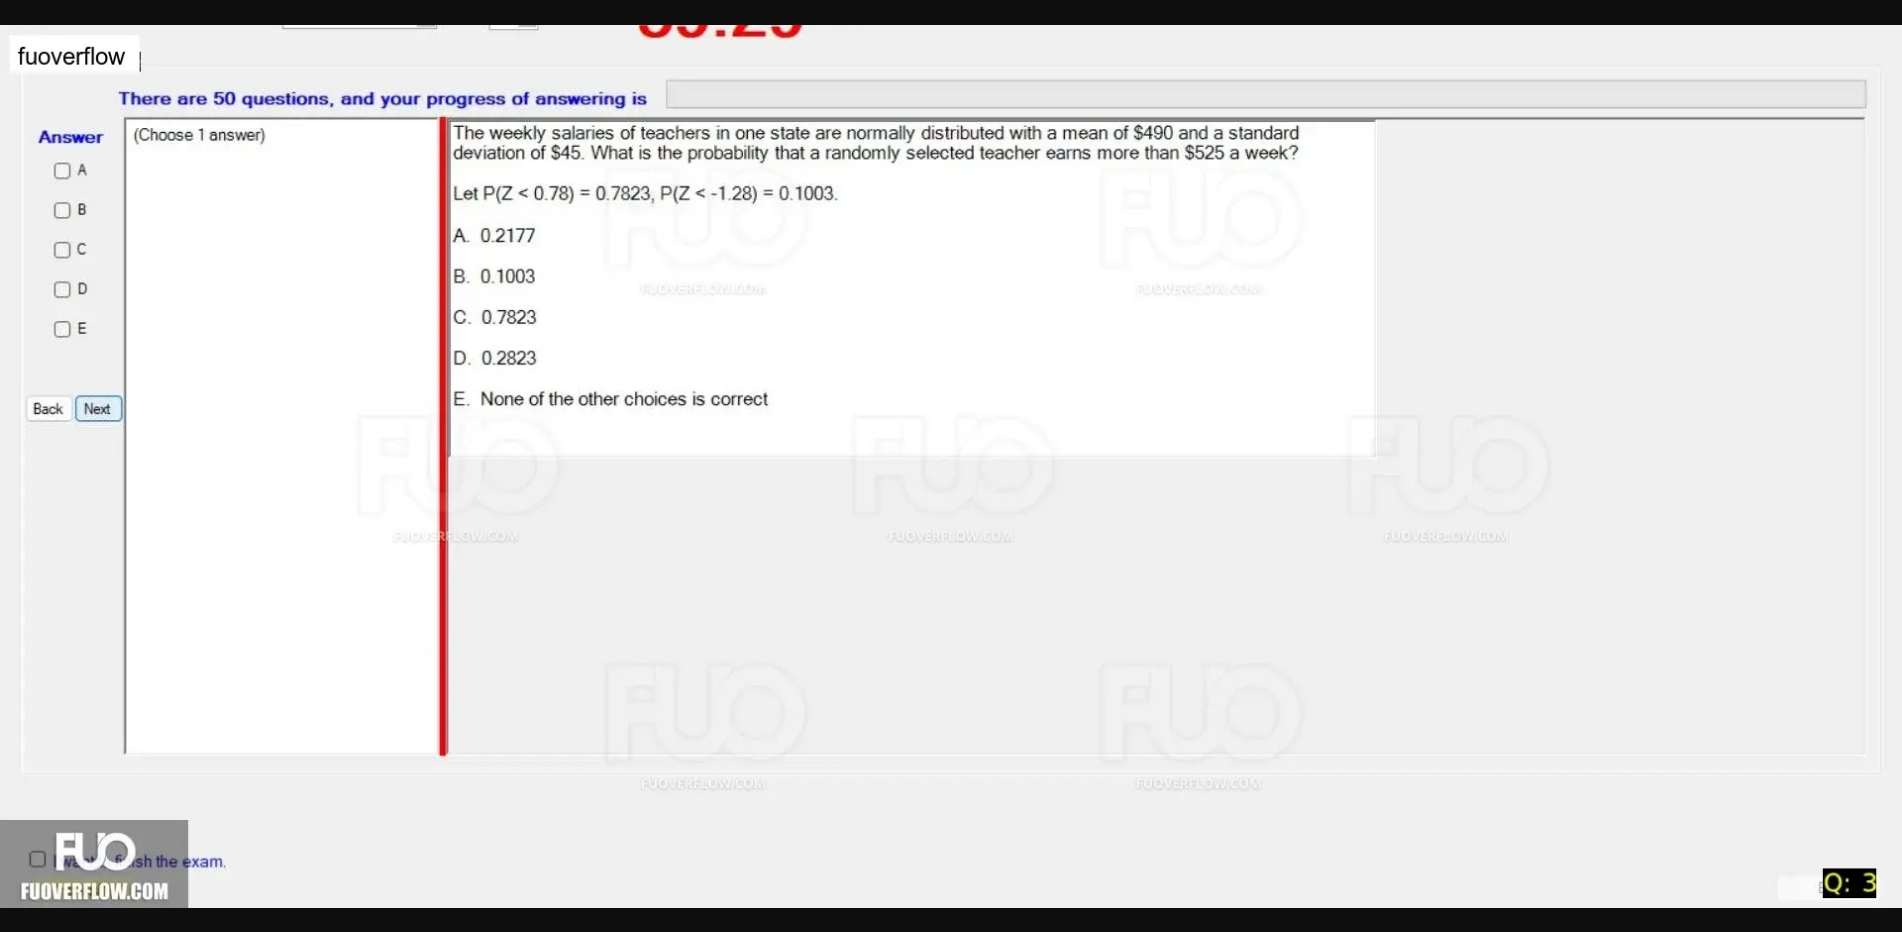 fuoverflow
There are 50 questions, and your progress of answering is
Answer
(Choose 1 answer)
A
B
C
D
E
Back
Next
The weekly salaries of teachers in one state are normally distributed with a mean of $490 and a standard
deviation of $45. What is the probability that a randomly selected teacher earns more than $525 a week?
Let P(Z < 0.78) = 0.7823, P(Z < -1.28) = 0.1003.
A. 0.2177
B. 0.1003
C. 0.7823
D. 0.2823
E. None of the other choices is correct
FUO
FUOVERFLOW.COM
FUO
FUOVERFLOW.COM
FUO
FUOVERFLOW.COM
FUO
FUOVERFLOW.COM
FUO
FUOVERFLOW.COM
FUO
FUOVERFLOW.COM
FUO
FUOVERFLOW.COM
the exam.
FUO
FUOVERFLOW.COM
Q: 3